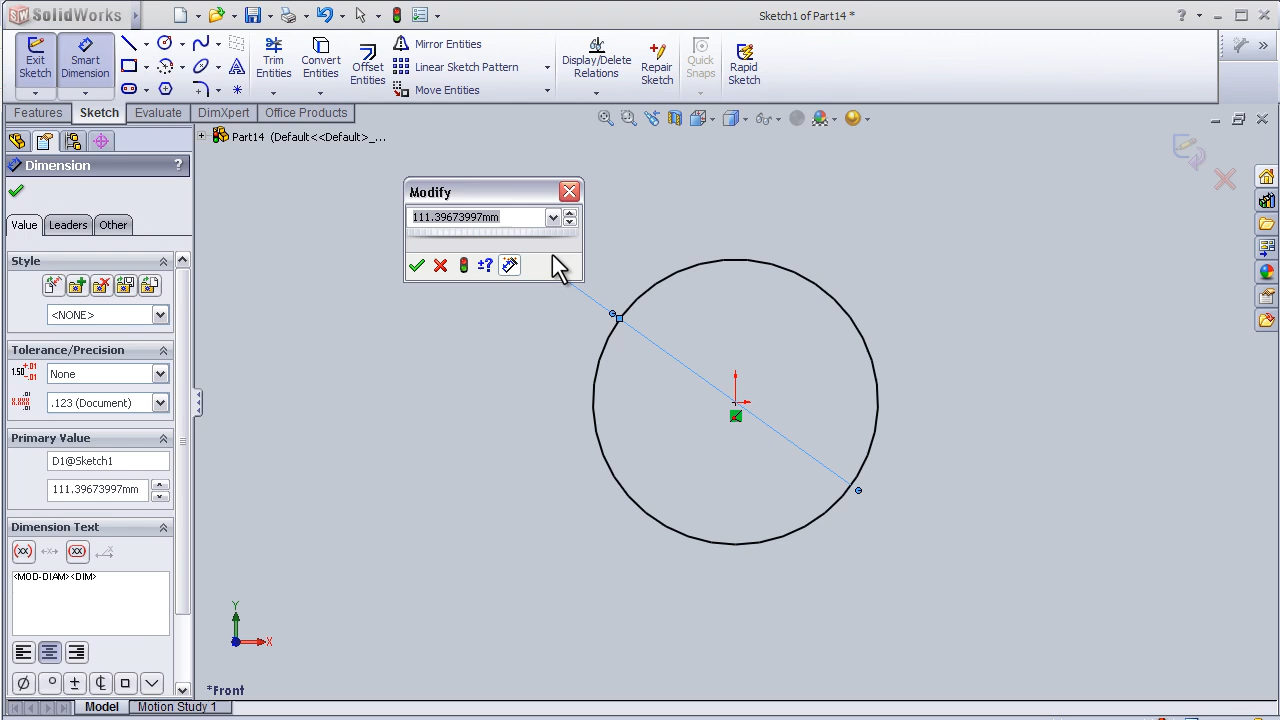 SW SolidWorks
Sketch1 of Part14 *
?
Exit Sketch
Smart Dimension
Trim Entities
Convert Entities
Offset Entities
Mirror Entities
Linear Sketch Pattern
Move Entities
Display/Delete Relations
Repair Sketch
Quick Snaps
Rapid Sketch
Features
Sketch
Evaluate
DimXpert
Office Products
Part14 (Default<<Default>_...
Dimension
?
Value
Leaders
Other
Style
<NONE>
Tolerance/Precision
None
.123 (Document)
Primary Value
D1@Sketch1
111.39673997mm
Dimension Text
<MOD-DIAM><DIM>
Modify
111.39673997mm
±?
Y
X
*Front
Model
Motion Study 1